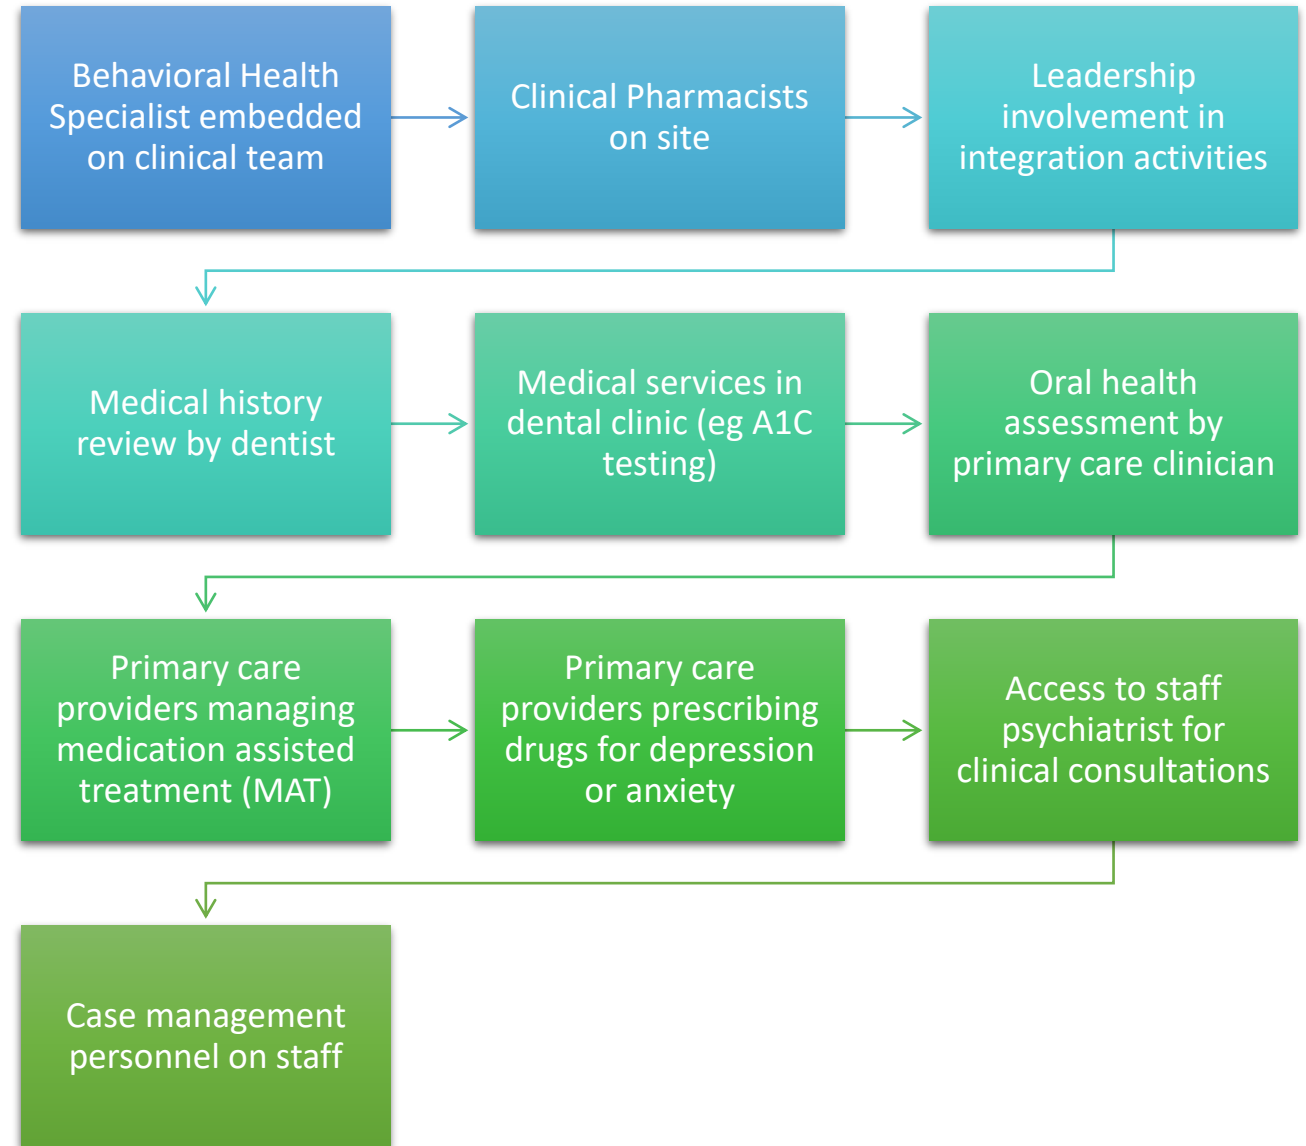 Behavioral Health
Specialist embedded
on clinical team
Clinical Pharmacists
on site
Leadership
involvement in
integration activities
Medical history
review by dentist
Medical services in
dental clinic (eg A1C
testing)
Oral health
assessment by
primary care clinician
Primary care
providers managing
medication assisted
treatment (MAT)
Primary care
providers prescribing
drugs for depression
or anxiety
Access to staff
psychiatrist for
clinical consultations
Case management
personnel on staff